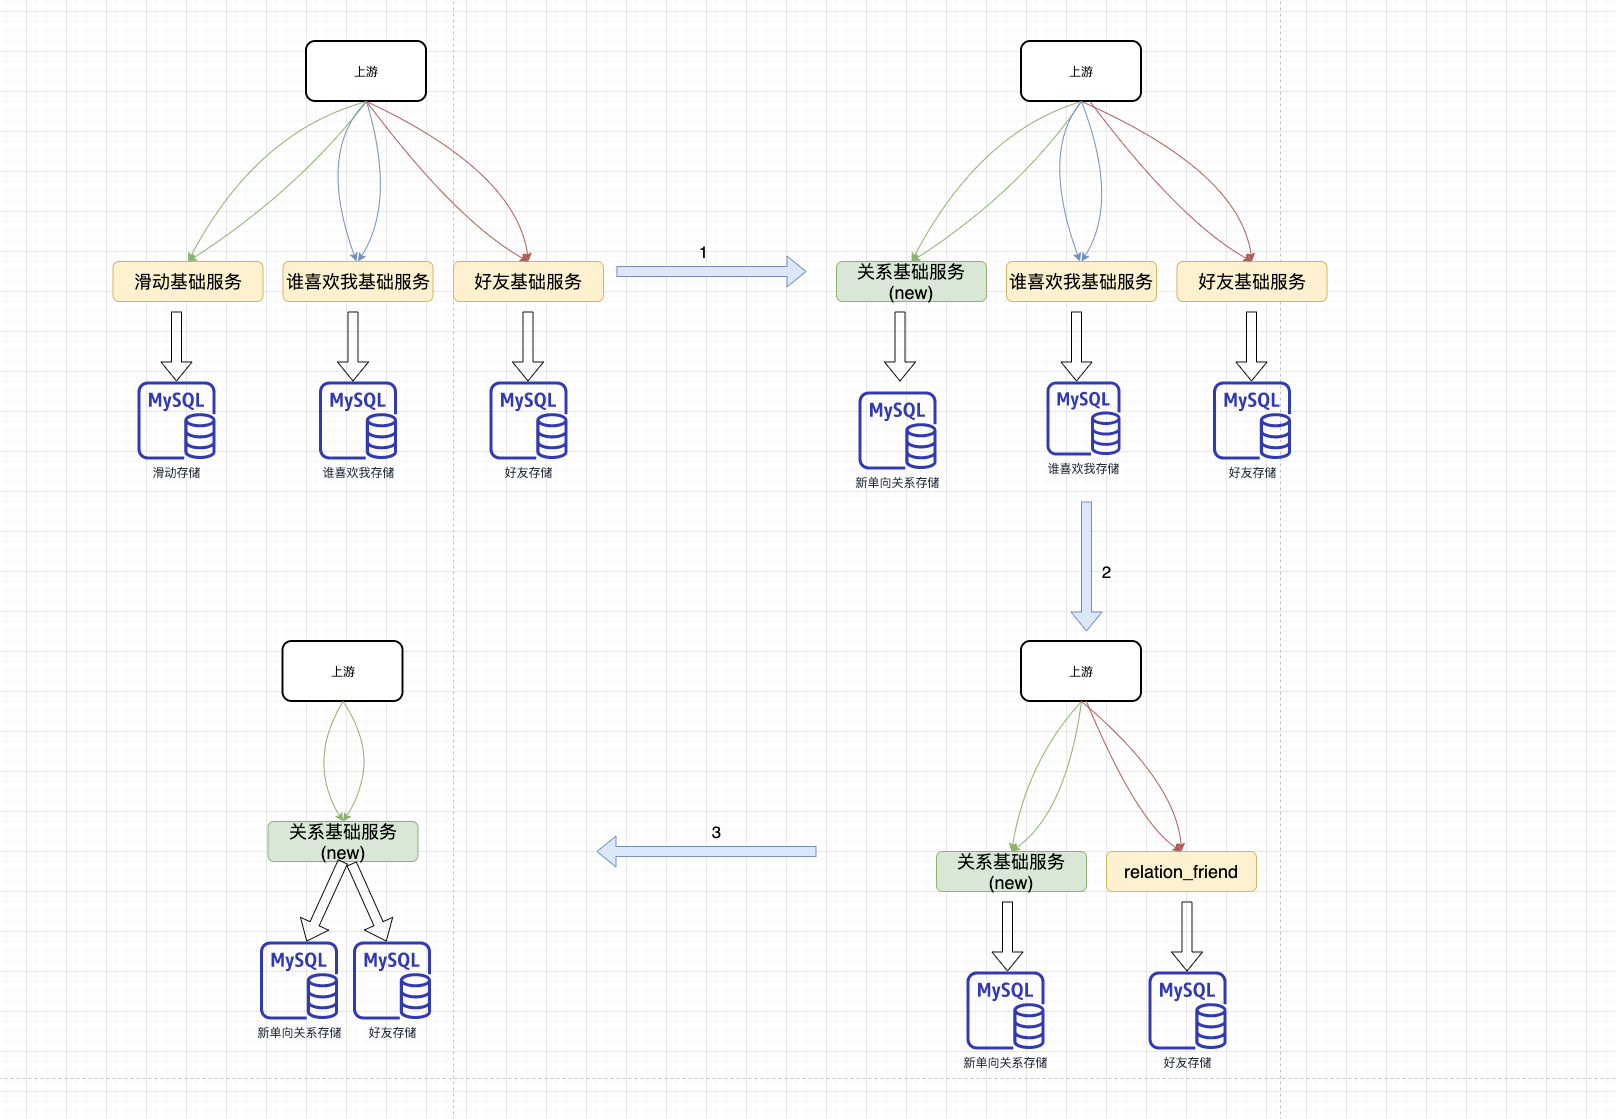 上游
滑动基础服务
谁喜欢我基础服务
好友基础服务
MySQL
滑动存储
MySQL
谁喜欢我存储
MySQL
好友存储
1
上游
关系基础服务
(new)
谁喜欢我基础服务
好友基础服务
MySQL
新单向关系存储
MySQL
谁喜欢我存储
MySQL
好友存储
2
上游
关系基础服务
(new)
relation_friend
MySQL
新单向关系存储
MySQL
好友存储
3
上游
关系基础服务
(new)
MySQL
新单向关系存储
MySQL
好友存储